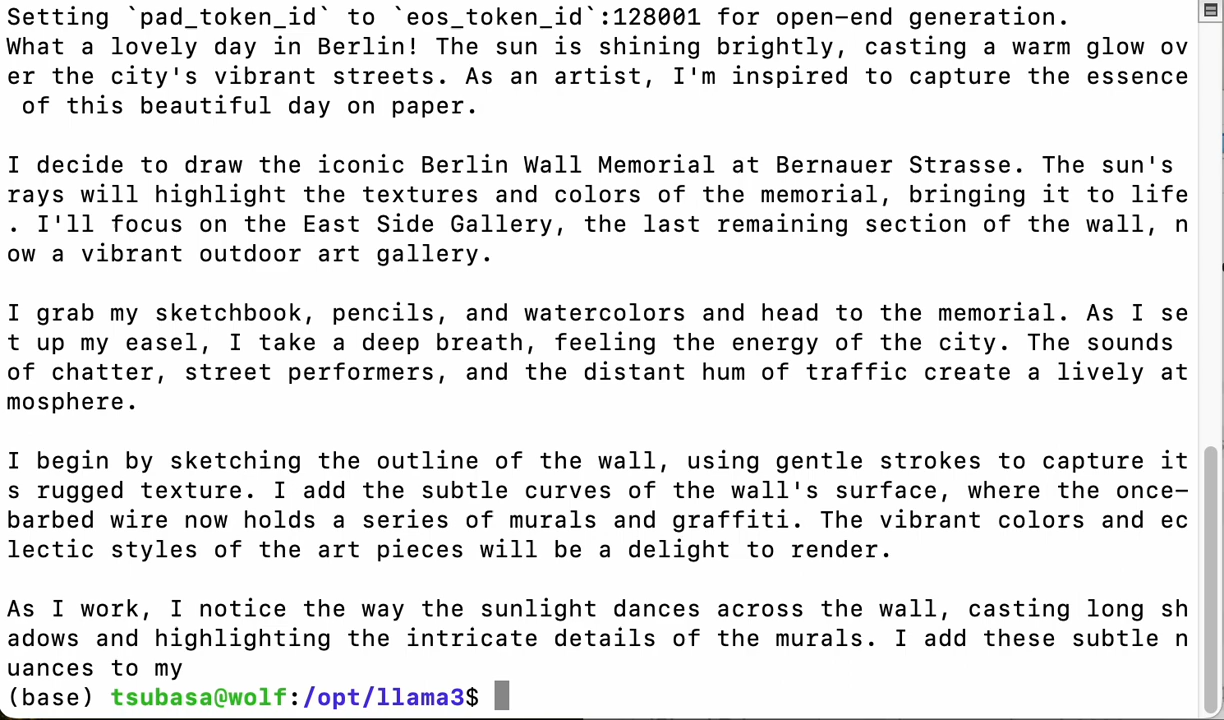 Setting `pad_token_id` to `eos_token_id`:128001 for open-end generation.
What a lovely day in Berlin! The sun is shining brightly, casting a warm glow ov
er the city's vibrant streets. As an artist, I'm inspired to capture the essence
 of this beautiful day on paper.

I decide to draw the iconic Berlin Wall Memorial at Bernauer Strasse. The sun's
rays will highlight the textures and colors of the memorial, bringing it to life
. I'll focus on the East Side Gallery, the last remaining section of the wall, n
ow a vibrant outdoor art gallery.

I grab my sketchbook, pencils, and watercolors and head to the memorial. As I se
t up my easel, I take a deep breath, feeling the energy of the city. The sounds
of chatter, street performers, and the distant hum of traffic create a lively at
mosphere.

I begin by sketching the outline of the wall, using gentle strokes to capture it
s rugged texture. I add the subtle curves of the wall's surface, where the once-
barbed wire now holds a series of murals and graffiti. The vibrant colors and ec
lectic styles of the art pieces will be a delight to render.

As I work, I notice the way the sunlight dances across the wall, casting long sh
adows and highlighting the intricate details of the murals. I add these subtle n
uances to my
(base) tsubasa@wolf:/opt/llama3$